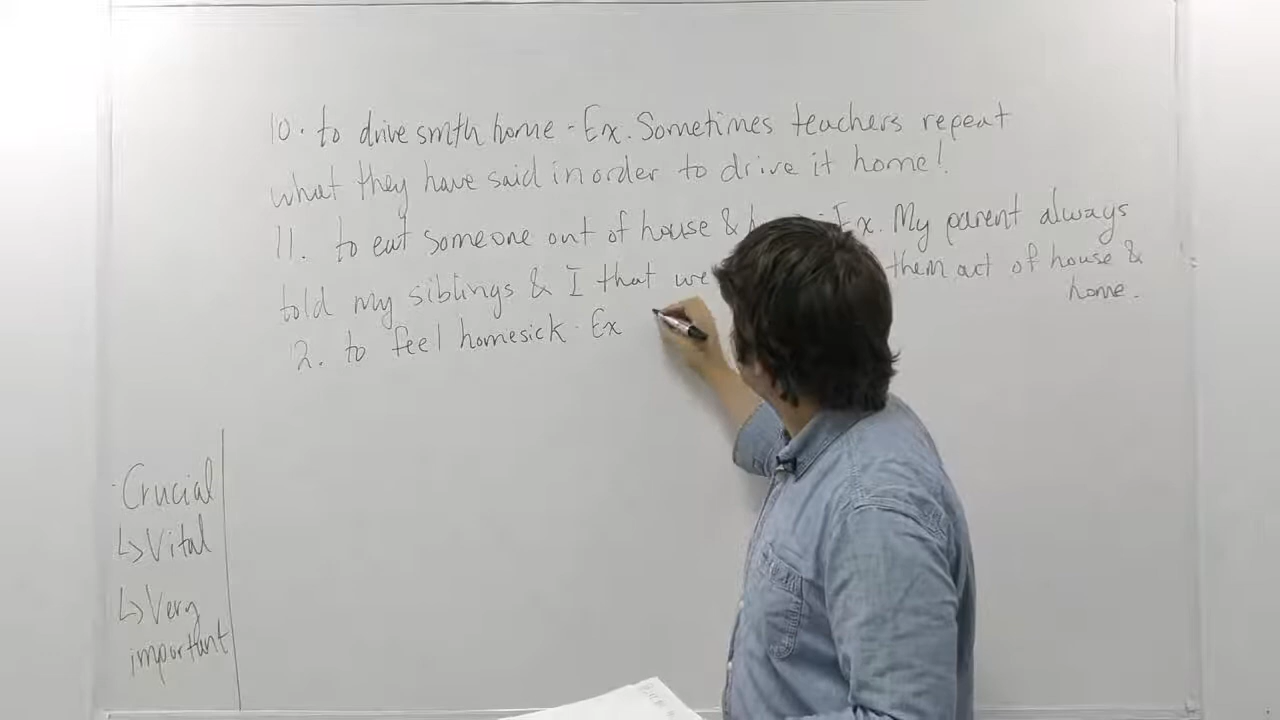 10. to drive smth home - Ex. Sometimes teachers repeat
what they have said in order to drive it home!
11. to eat someone out of house & Ex. My parent always
told my siblings & I that we them out of house &
home.
12. to feel homesick. Ex
Crucial
↳ Vital
↳ Very
important